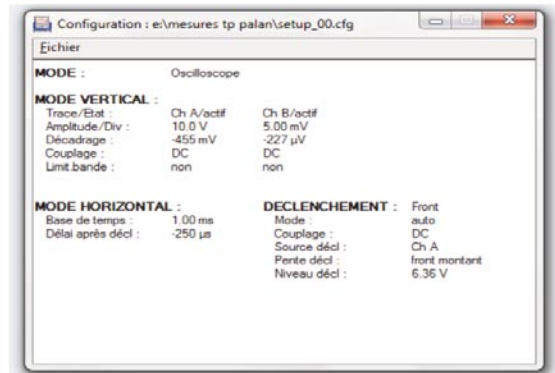 Configuration : e:\mesures tp palan\setup_00.cfg
Fichier
MODE : Oscilloscope
MODE VERTICAL :
Trace/Etat : Ch A/actif Ch B/actif
Amplitude/Div : 10.0 V 5.00 mV
Décadrage : -455 mV -227 µV
Couplage : DC DC
Limit.bande : non non
MODE HORIZONTAL :
Base de temps : 1.00 ms
Délai après décl : -250 µs
DECLENCHEMENT : Front
Mode : auto
Couplage : DC
Source décl : Ch A
Pente décl : front montant
Niveau décl : 6.36 V